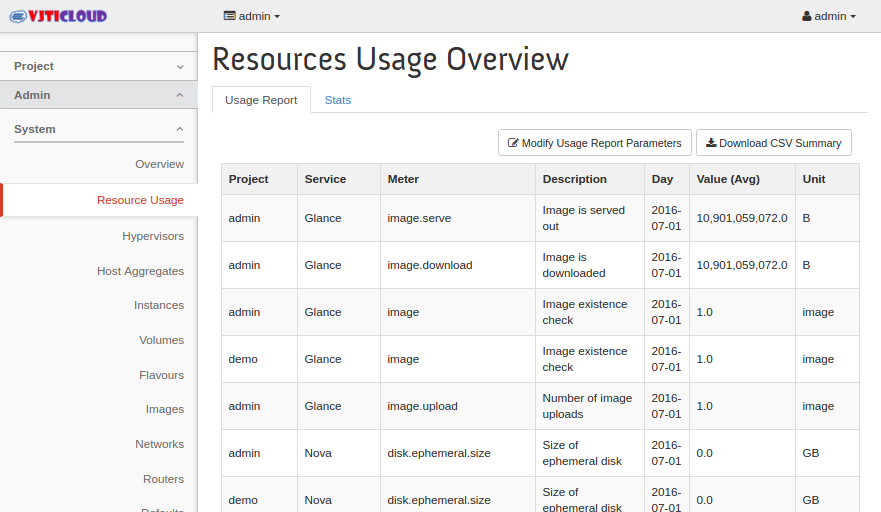 VJTICLOUD
admin
admin
Project
Admin
System
Overview
Resource Usage
Hypervisors
Host Aggregates
Instances
Volumes
Flavours
Images
Networks
Routers
Defaults
Resources Usage Overview
Usage Report Stats
Modify Usage Report Parameters Download CSV Summary
Project Service Meter Description Day Value (Avg) Unit
admin Glance image.serve Image is served out 2016-07-01 10,901,059,072.0 B
admin Glance image.download Image is downloaded 2016-07-01 10,901,059,072.0 B
admin Glance image Image existence check 2016-07-01 1.0 image
demo Glance image Image existence check 2016-07-01 1.0 image
admin Glance image.upload Number of image uploads 2016-07-01 1.0 image
admin Nova disk.ephemeral.size Size of ephemeral disk 2016-07-01 0.0 GB
demo Nova disk.ephemeral.size Size of ephemeral disk 2016-07-01 0.0 GB